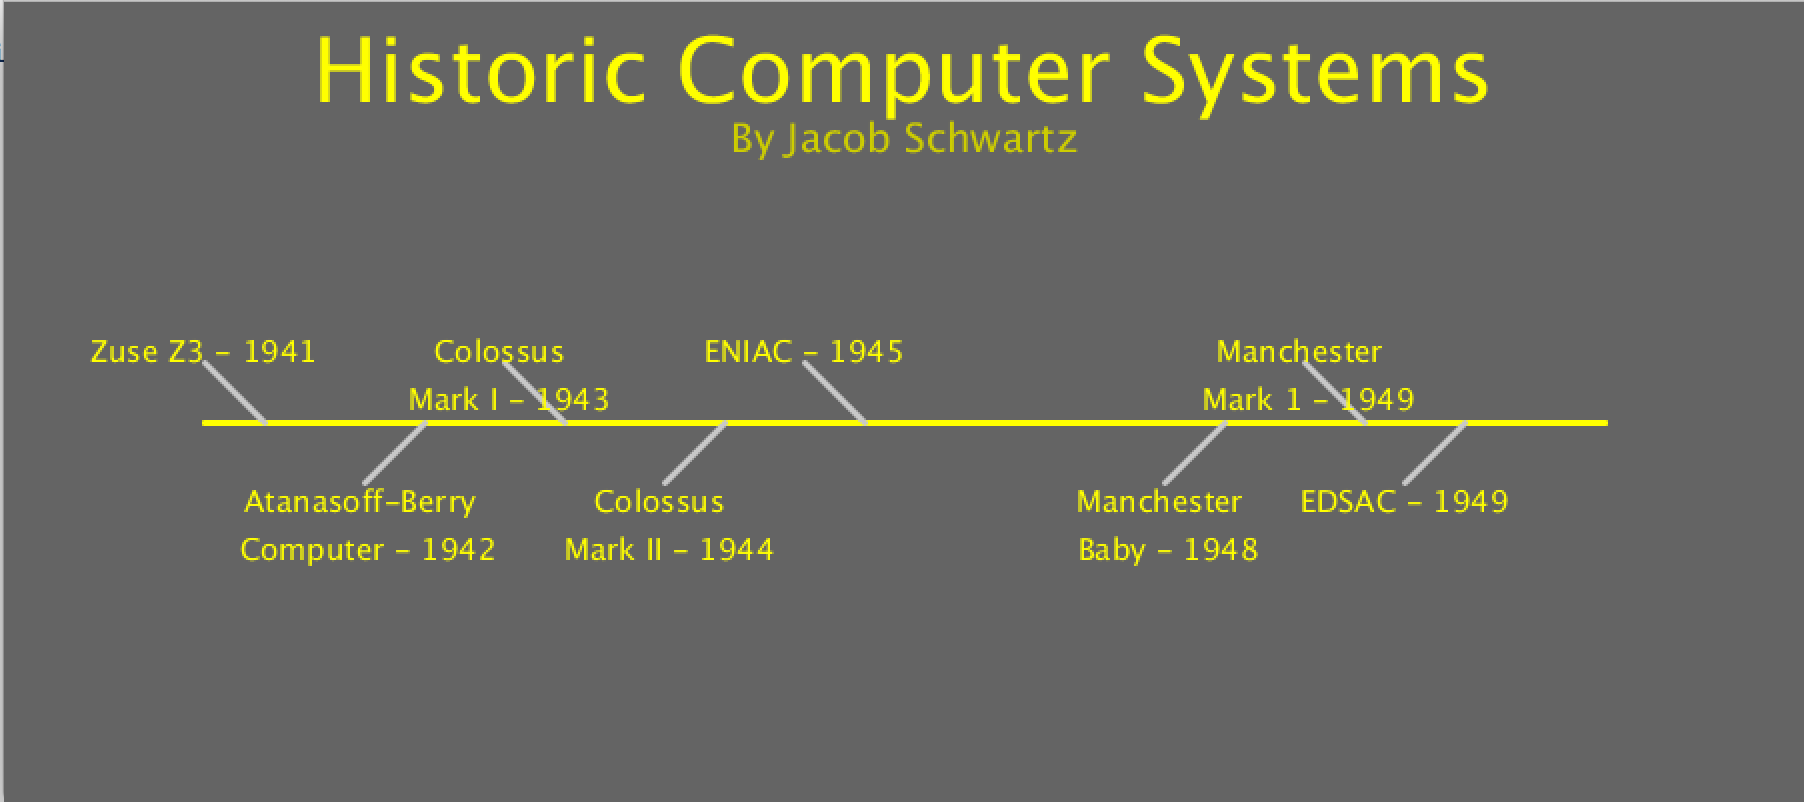 Historic Computer Systems
By Jacob Schwartz
Zuse Z3 – 1941
Colossus
Mark I – 1943
ENIAC – 1945
Manchester
Mark 1 – 1949
Atanasoff–Berry
Computer – 1942
Colossus
Mark II – 1944
Manchester
Baby – 1948
EDSAC – 1949